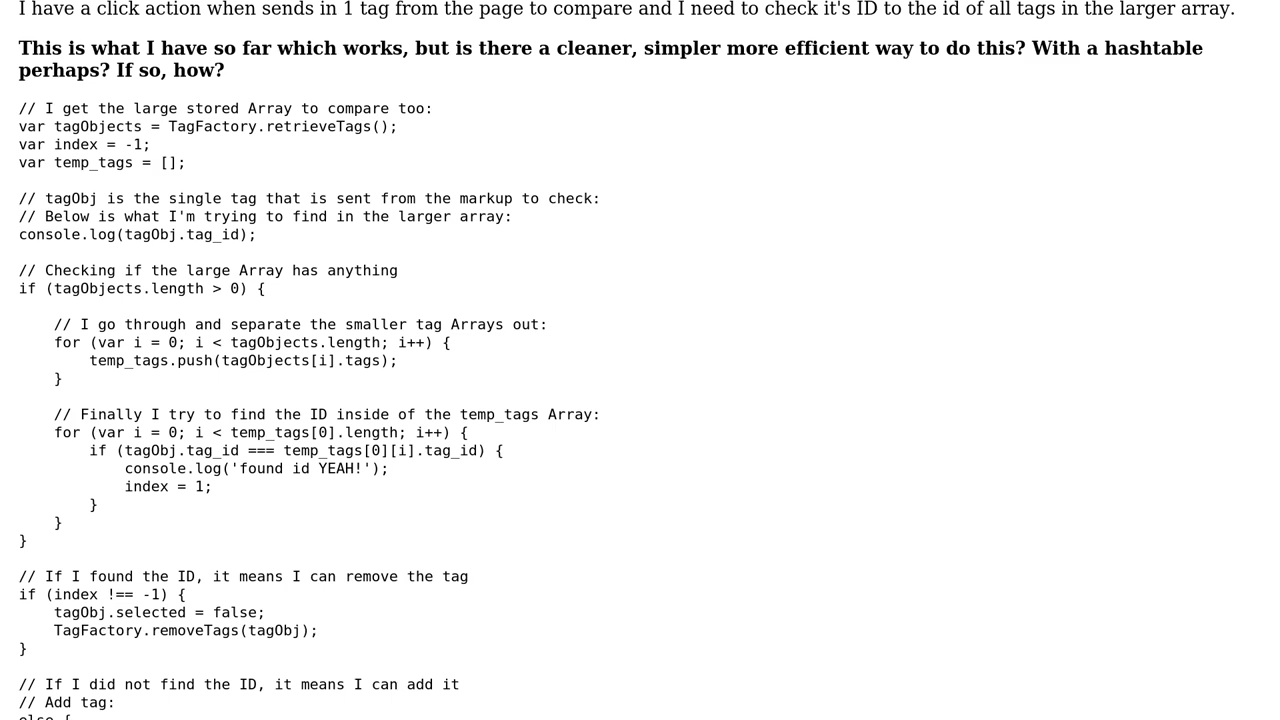 I have a click action when sends in 1 tag from the page to compare and I need to check it's ID to the id of all tags in the larger array.
This is what I have so far which works, but is there a cleaner, simpler more efficient way to do this? With a hashtable
perhaps? If so, how?
// I get the large stored Array to compare too:
var tagObjects = TagFactory.retrieveTags();
var index = -1;
var temp_tags = [];
// tagObj is the single tag that is sent from the markup to check:
// Below is what I'm trying to find in the larger array:
console.log(tagObj.tag_id);
// Checking if the large Array has anything
if (tagObjects.length > 0) {
    // I go through and separate the smaller tag Arrays out:
    for (var i = 0; i < tagObjects.length; i++) {
        temp_tags.push(tagObjects[i].tags);
    }
    // Finally I try to find the ID inside of the temp_tags Array:
    for (var i = 0; i < temp_tags[0].length; i++) {
        if (tagObj.tag_id === temp_tags[0][i].tag_id) {
            console.log('found id YEAH!');
            index = 1;
        }
    }
}
// If I found the ID, it means I can remove the tag
if (index !== -1) {
    tagObj.selected = false;
    TagFactory.removeTags(tagObj);
}
// If I did not find the ID, it means I can add it
// Add tag:
else {